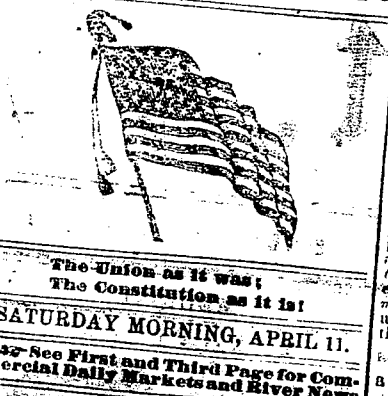 The Union as it was;
The Constitution as it is!
SATURDAY MORNING, APRIL 11.
See First and Third Page for Com-
ercial Daily Markets and River News